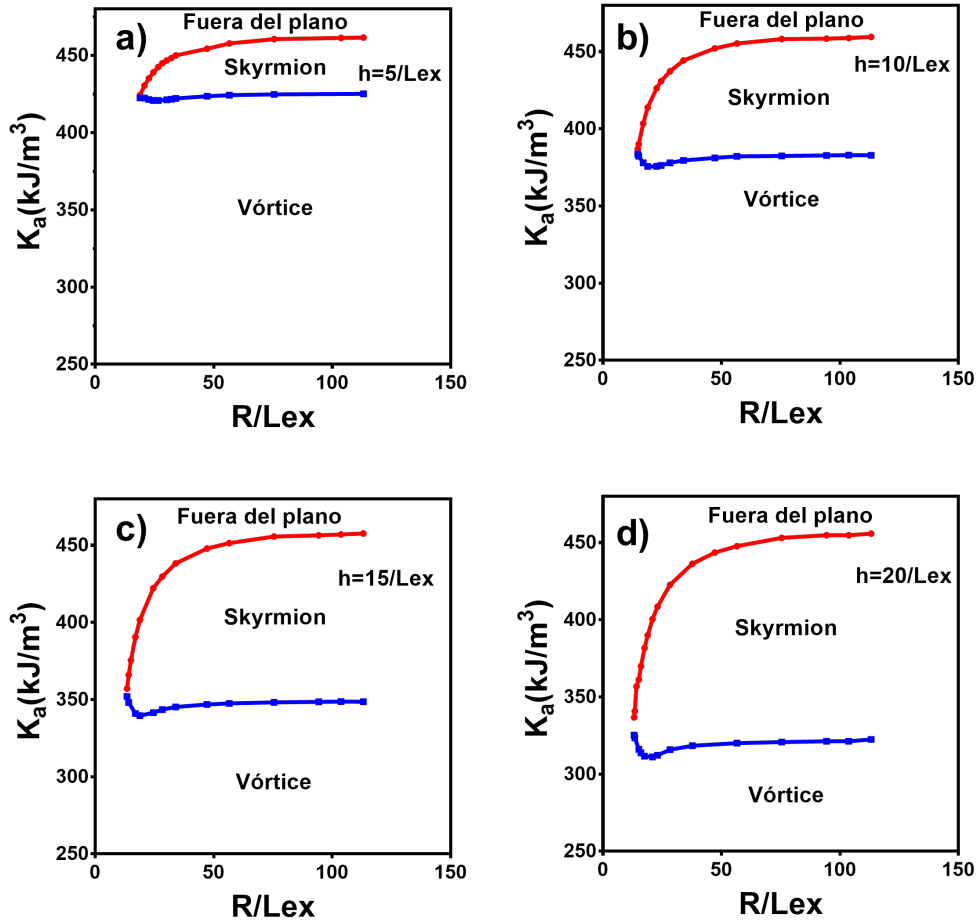 a)
Fuera del plano
Skyrmion
h=5/Lex
Vórtice
Ka(kJ/m³)
450
400
350
300
250
0
50
100
150
R/Lex
b)
Fuera del plano
Skyrmion
h=10/Lex
Vórtice
Ka(kJ/m³)
450
400
350
300
250
0
50
100
150
R/Lex
c)
Fuera del plano
h=15/Lex
Skyrmion
Vórtice
Ka(kJ/m³)
450
400
350
300
250
0
50
100
150
R/Lex
d)
Fuera del plano
h=20/Lex
Skyrmion
Vórtice
Ka(kJ/m³)
450
400
350
300
250
0
50
100
150
R/Lex